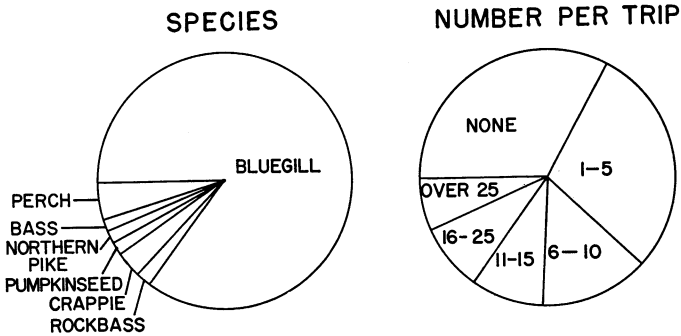 SPECIES
BLUEGILL
PERCH
BASS
NORTHERN
PIKE
PUMPKINSEED
CRAPPIE
ROCKBASS
NUMBER PER TRIP
NONE
1-5
OVER 25
16-25
11-15
6-10